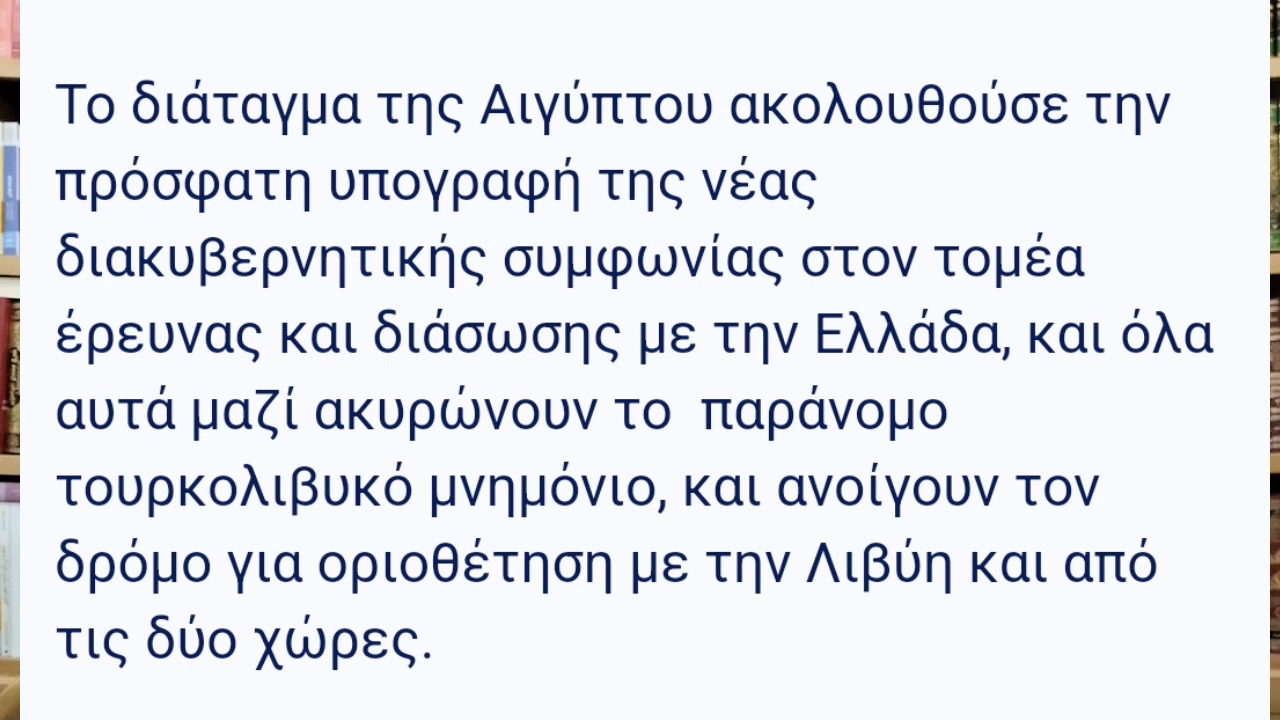 Το διάταγμα της Αιγύπτου ακολουθούσε την
πρόσφατη υπογραφή της νέας
διακυβερνητικής συμφωνίας στον τομέα
έρευνας και διάσωσης με την Ελλάδα, και όλα
αυτά μαζί ακυρώνουν το  παράνομο
τουρκολιβυκό μνημόνιο, και ανοίγουν τον
δρόμο για οριοθέτηση με την Λιβύη και από
τις δύο χώρες.